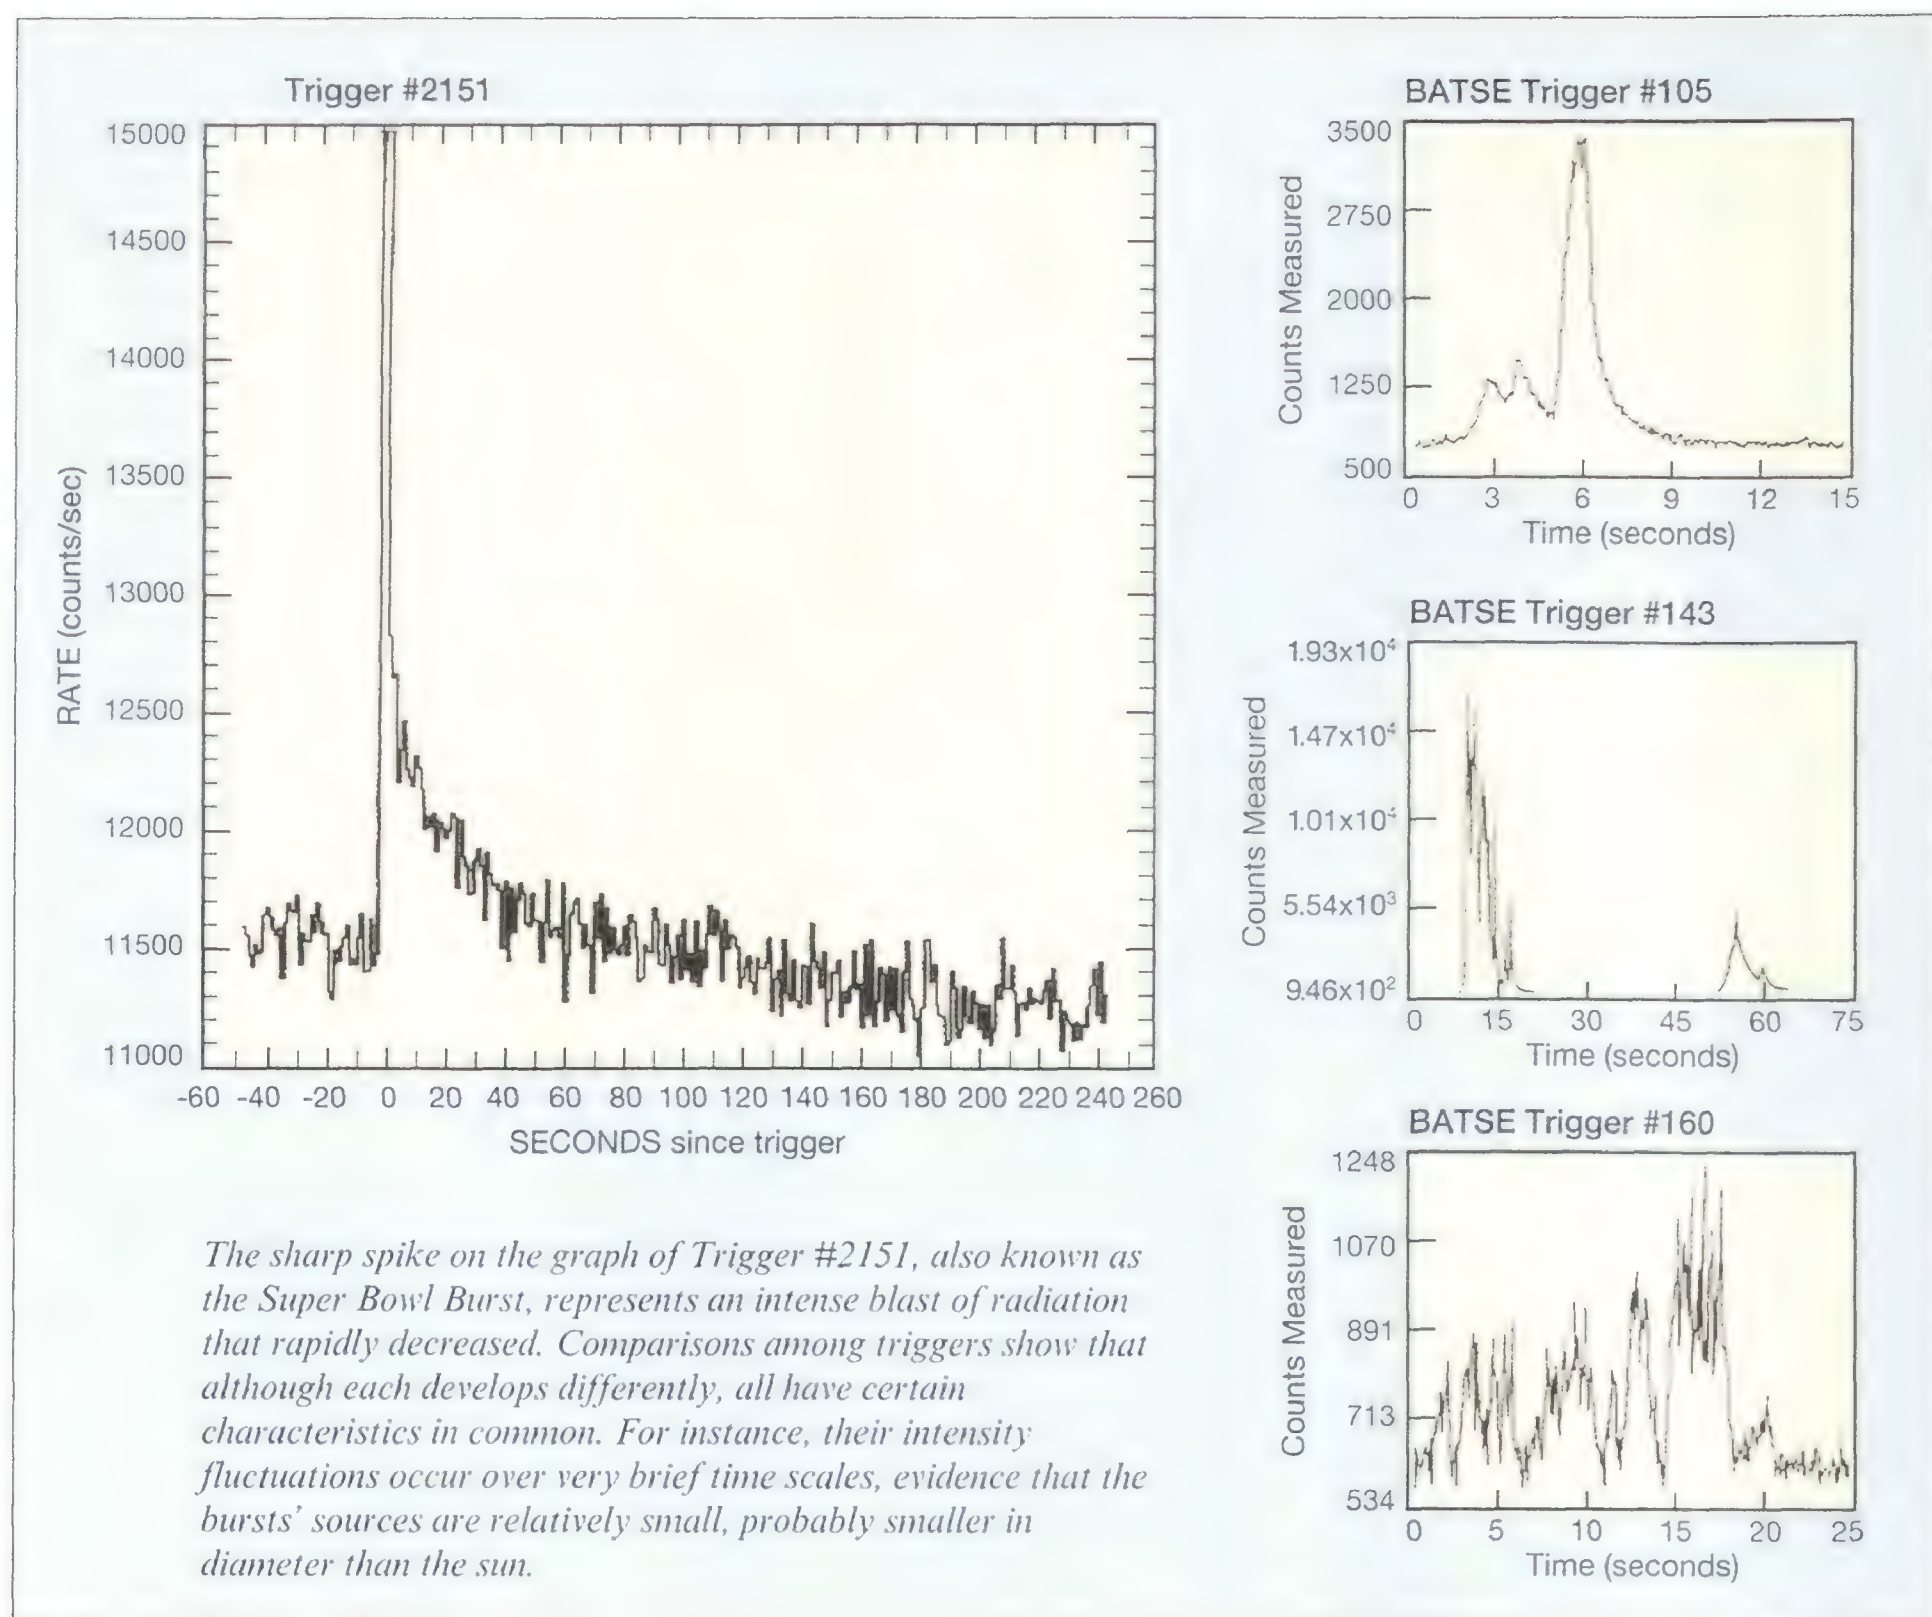 Trigger #2151
15000
14500
14000
13500
13000
12500
12000
11500
11000
RATE (counts/sec)
-60 -40 -20 0 20 40 60 80 100 120 140 160 180 200 220 240 260
SECONDS since trigger
The sharp spike on the graph of Trigger #2151, also known as
the Super Bowl Burst, represents an intense blast of radiation
that rapidly decreased. Comparisons among triggers show that
although each develops differently, all have certain
characteristics in common. For instance, their intensity
fluctuations occur over very brief time scales, evidence that the
bursts' sources are relatively small, probably smaller in
diameter than the sun.
BATSE Trigger #105
3500
2750
2000
1250
500
Counts Measured
0 3 6 9 12 15
Time (seconds)
BATSE Trigger #143
1.93x10⁴
1.47x10⁴
1.01x10⁴
5.54x10³
9.46x10²
Counts Measured
0 15 30 45 60 75
Time (seconds)
BATSE Trigger #160
1248
1070
891
713
534
Counts Measured
0 5 10 15 20 25
Time (seconds)